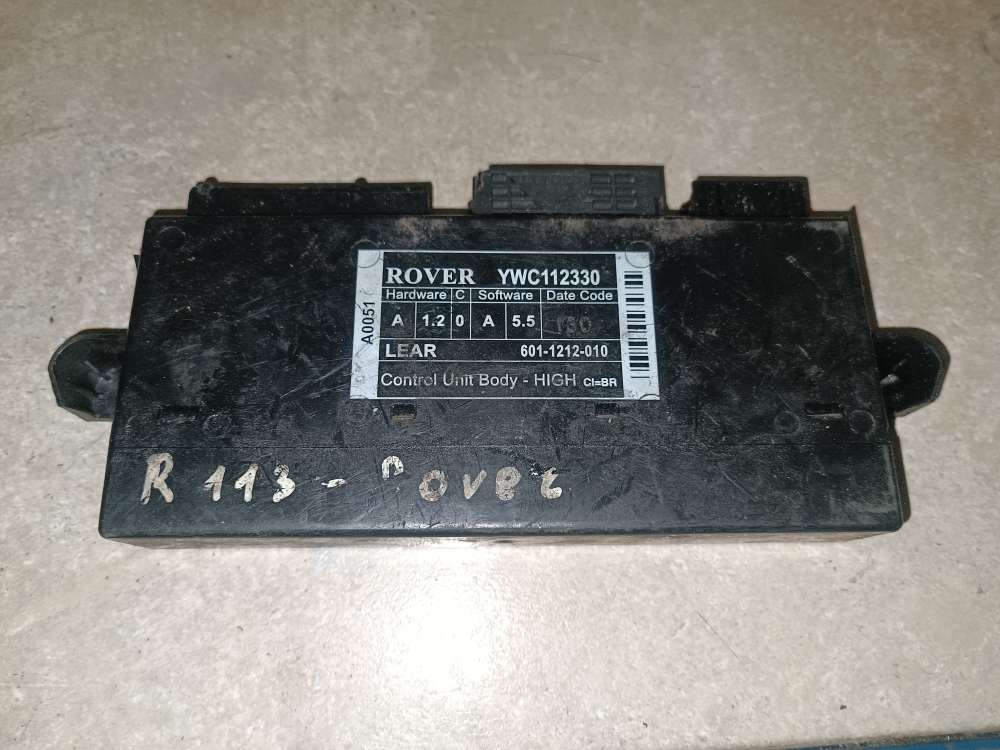 A0051
ROVER YWC112330
Hardware C Software Date Code
A 1.2 0 A 5.5 130
LEAR 601-1212-010
Control Unit Body - HIGH CI=BR
R 113 - Rover